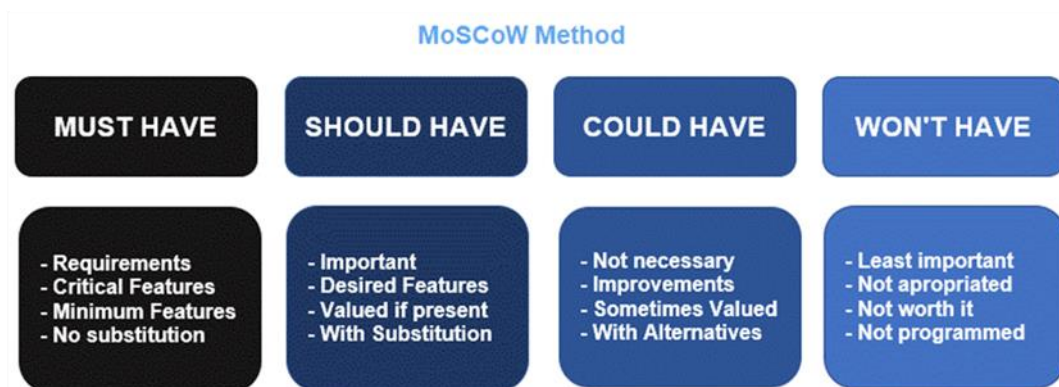 MoSCoW Method
MUST HAVE
SHOULD HAVE
COULD HAVE
WON'T HAVE
- Requirements
- Critical Features
- Minimum Features
- No substitution
- Important
- Desired Features
- Valued if present
- With Substitution
- Not necessary
- Improvements
- Sometimes Valued
- With Alternatives
- Least important
- Not apropriated
- Not worth it
- Not programmed